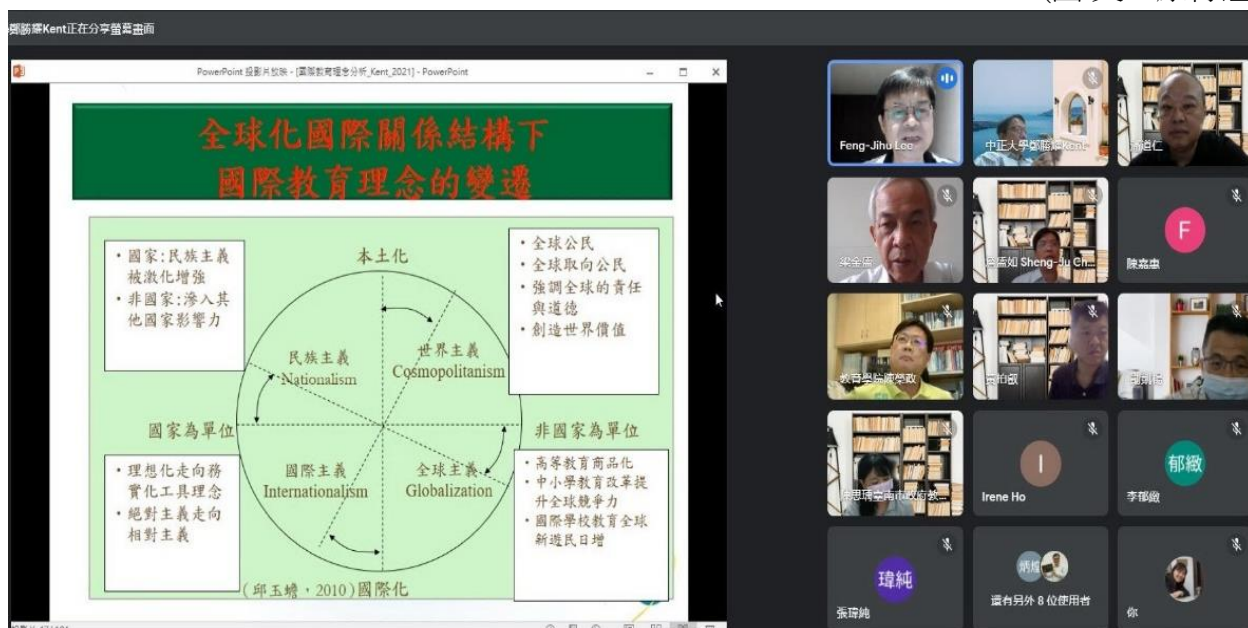 鄭勝耀Kent正在分享螢幕畫面
PowerPoint 投影片放映 - [國際教育理念分析_Kent_2021] - PowerPoint
全球化國際關係結構下
國際教育理念的變遷
• 國家:民族主義
被激化增強
• 非國家:滲入其
他國家影響力
本土化
• 全球公民
• 全球取向公民
• 強調全球的責任
與道德
• 創造世界價值
民族主義
Nationalism
世界主義
Cosmopolitanism
國家為單位
非國家為單位
• 理想化走向務
實化工具理念
• 絕對主義走向
相對主義
國際主義
Internationalism
全球主義
Globalization
• 高等教育商品化
• 中小學教育改革提
升全球競爭力
• 國際學校教育全球
新遊民日增
(邱玉蟾,2010)國際化
Feng-Jihu Lee
中正大學鄭勝耀Kent
梁金盛
Sheng-Ju Ch...
F
陳嘉惠
教育學院陳榮政
黃柏叡
I
Irene Ho
郁緻
李郁緻
瑋純
張瑋純
還有另外 8 位使用者
你